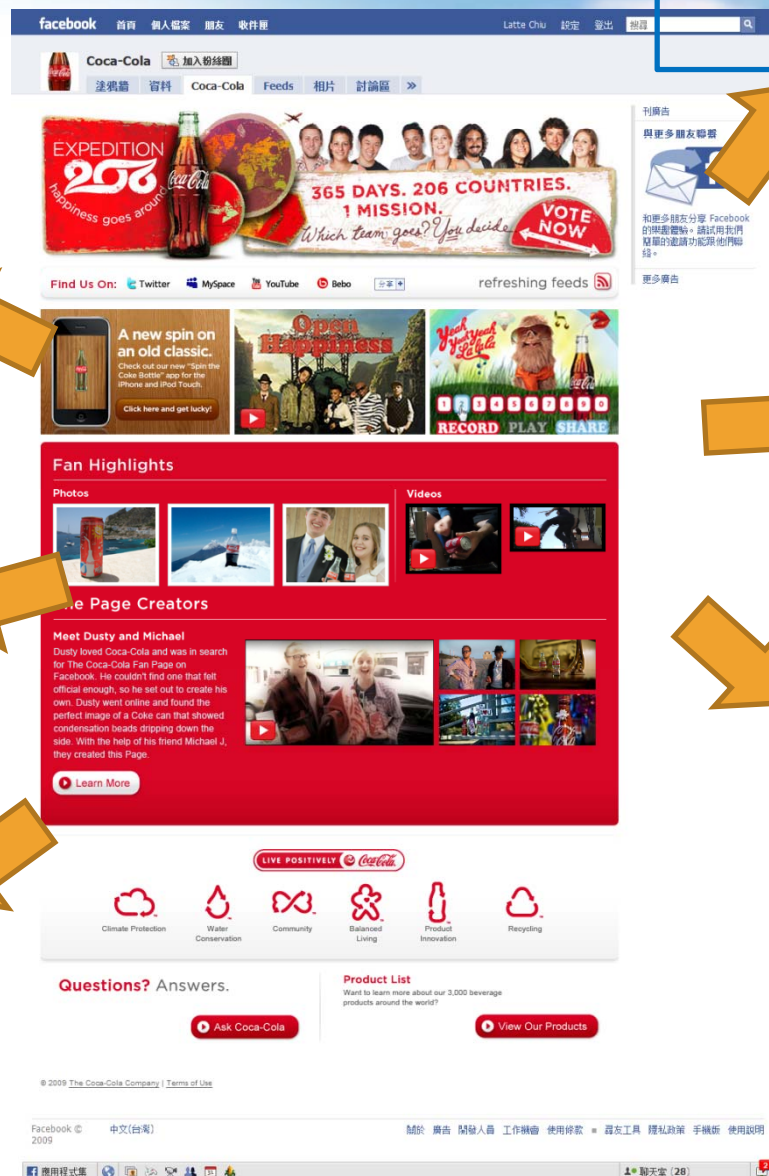 facebook 首頁 個人檔案 朋友 收件匣 Latte Chiu 設定 登出 搜尋
Coca-Cola 加入粉絲團
塗鴉牆 資料 Coca-Cola Feeds 相片 討論區 »
刊廣告
與更多朋友聯繫
和更多朋友分享 Facebook
的樂趣體驗。請試用我們
簡單的邀請功能跟他們聯
絡。
更多廣告
EXPEDITION
206
happiness goes around
Coca-Cola
365 DAYS. 206 COUNTRIES.
1 MISSION.
Which team goes? You decide
VOTE
NOW
Find Us On: Twitter MySpace YouTube Bebo 分享 + refreshing feeds
A new spin on
an old classic.
Check out our new "Spin the
Coke Bottle" app for the
iPhone and iPod Touch.
Click here and get lucky!
Open
Happiness
Yeah
Yeah Yeah
La La La
1 2 3 4 5 6 7 8 9 0
RECORD PLAY SHARE
Fan Highlights
Photos
Videos
e Page Creators
Meet Dusty and Michael
Dusty loved Coca-Cola and was in search
for The Coca-Cola Fan Page on
Facebook. He couldn't find one that felt
official enough, so he set out to create his
own. Dusty went online and found the
perfect image of a Coke can that showed
condensation beads dripping down the
side. With the help of his friend Michael J,
they created this Page.
Learn More
LIVE POSITIVELY Coca-Cola
Climate Protection
Water
Conservation
Community
Balanced
Living
Product
Innovation
Recycling
Questions? Answers.
Ask Coca-Cola
Product List
Want to learn more about our 3,000 beverage
products around the world?
View Our Products
© 2009 The Coca-Cola Company | Terms of Use
Facebook ©
2009
中文(台灣)
關於 廣告 開發人員 工作機會 使用條款 ■ 尋友工具 隱私政策 手機版 使用說明
應用程式集
31
聊天室 (28)
2